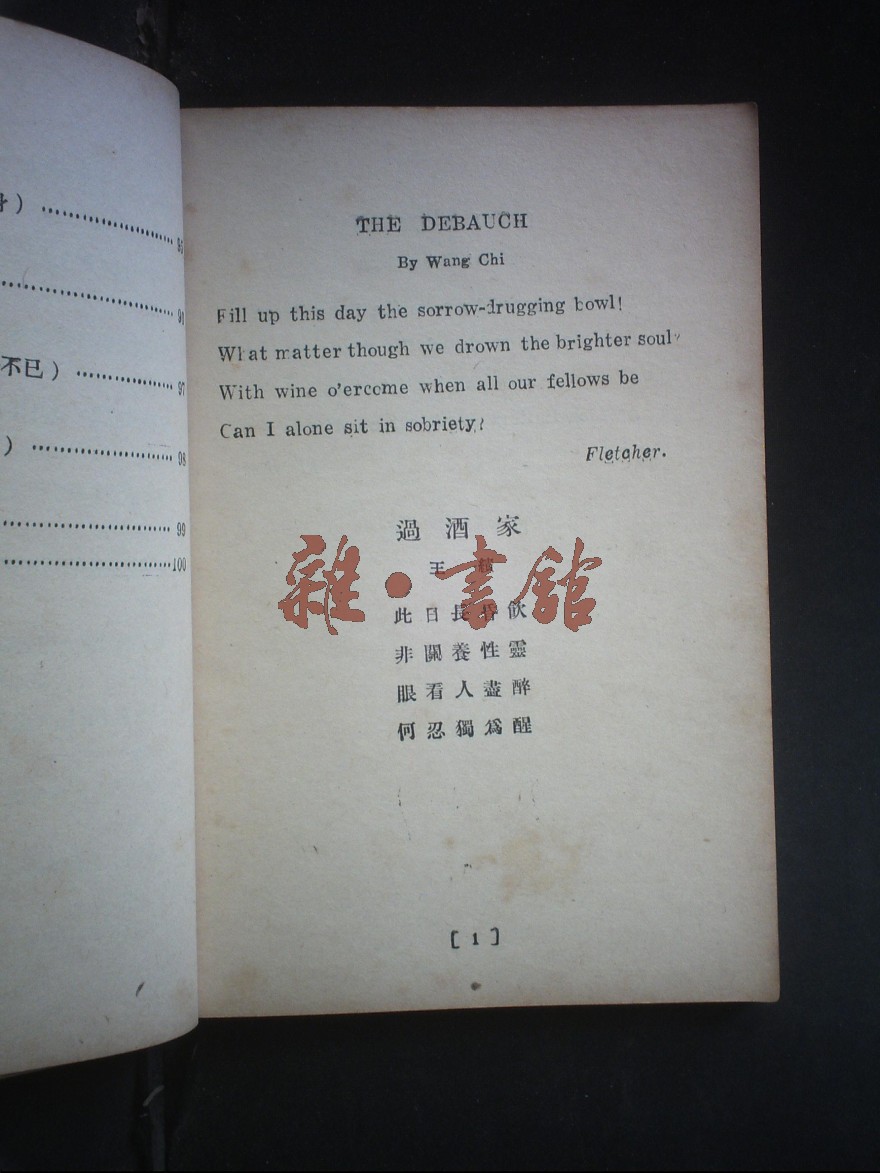 ) ........................ 95
........................ 91
不已) ........................ 97
) ........................ 98
........................ 99
........................ 100
THE DEBAUCH
By Wang Chi
Fill up this day the sorrow-drugging bowl!
What matter though we drown the brighter soul
With wine o'ercome when all our fellows be
Can I alone sit in sobriety?
Fletcher.
過酒家
王績
雜·書館
此日長昏飲
非關養性靈
眼看人盡醉
何忍獨爲醒
[1]